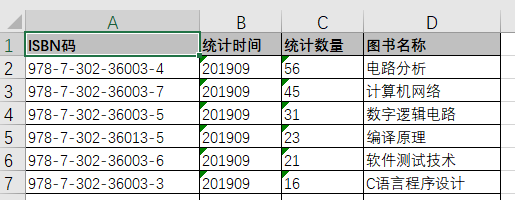 A B C D
1 ISBN码 统计时间 统计数量 图书名称
2 978-7-302-36003-4 201909 56 电路分析
3 978-7-302-36003-7 201909 45 计算机网络
4 978-7-302-36003-5 201909 31 数字逻辑电路
5 978-7-302-36013-5 201909 23 编译原理
6 978-7-302-36003-6 201909 21 软件测试技术
7 978-7-302-36003-3 201909 16 C语言程序设计